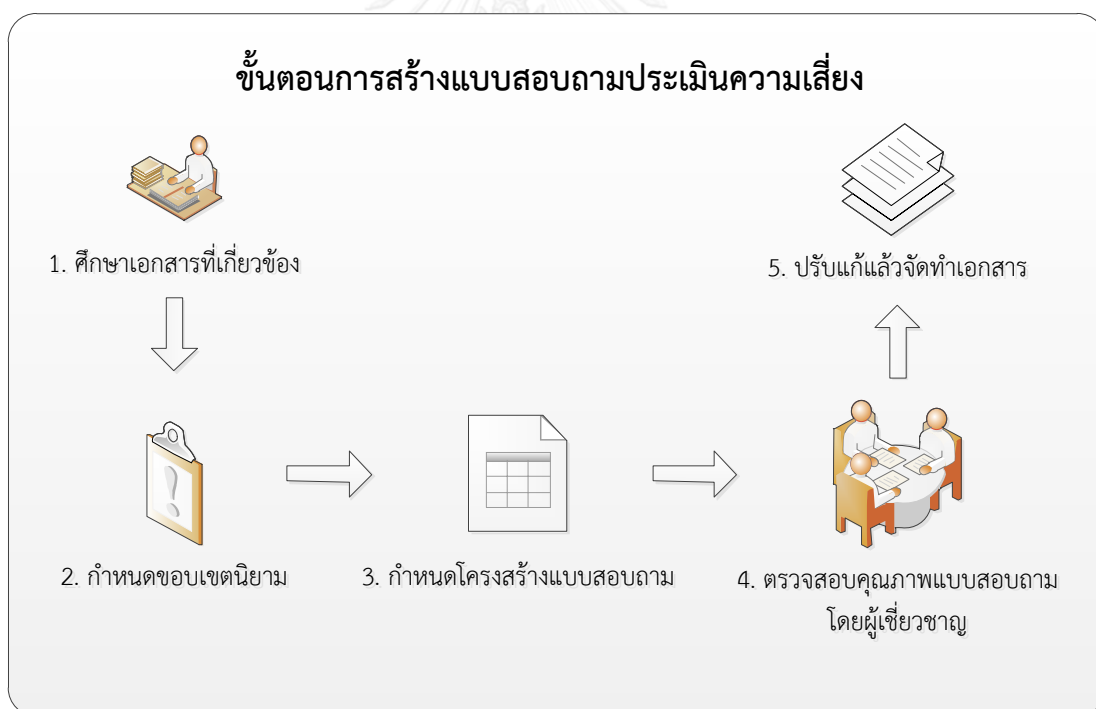 ขั้นตอนการสร้างแบบสอบถามประเมินความเสี่ยง
1. ศึกษาเอกสารที่เกี่ยวข้อง
2. กำหนดขอบเขตนิยาม
3. กำหนดโครงสร้างแบบสอบถาม
4. ตรวจสอบคุณภาพแบบสอบถาม
โดยผู้เชี่ยวชาญ
5. ปรับแก้แล้วจัดทำเอกสาร